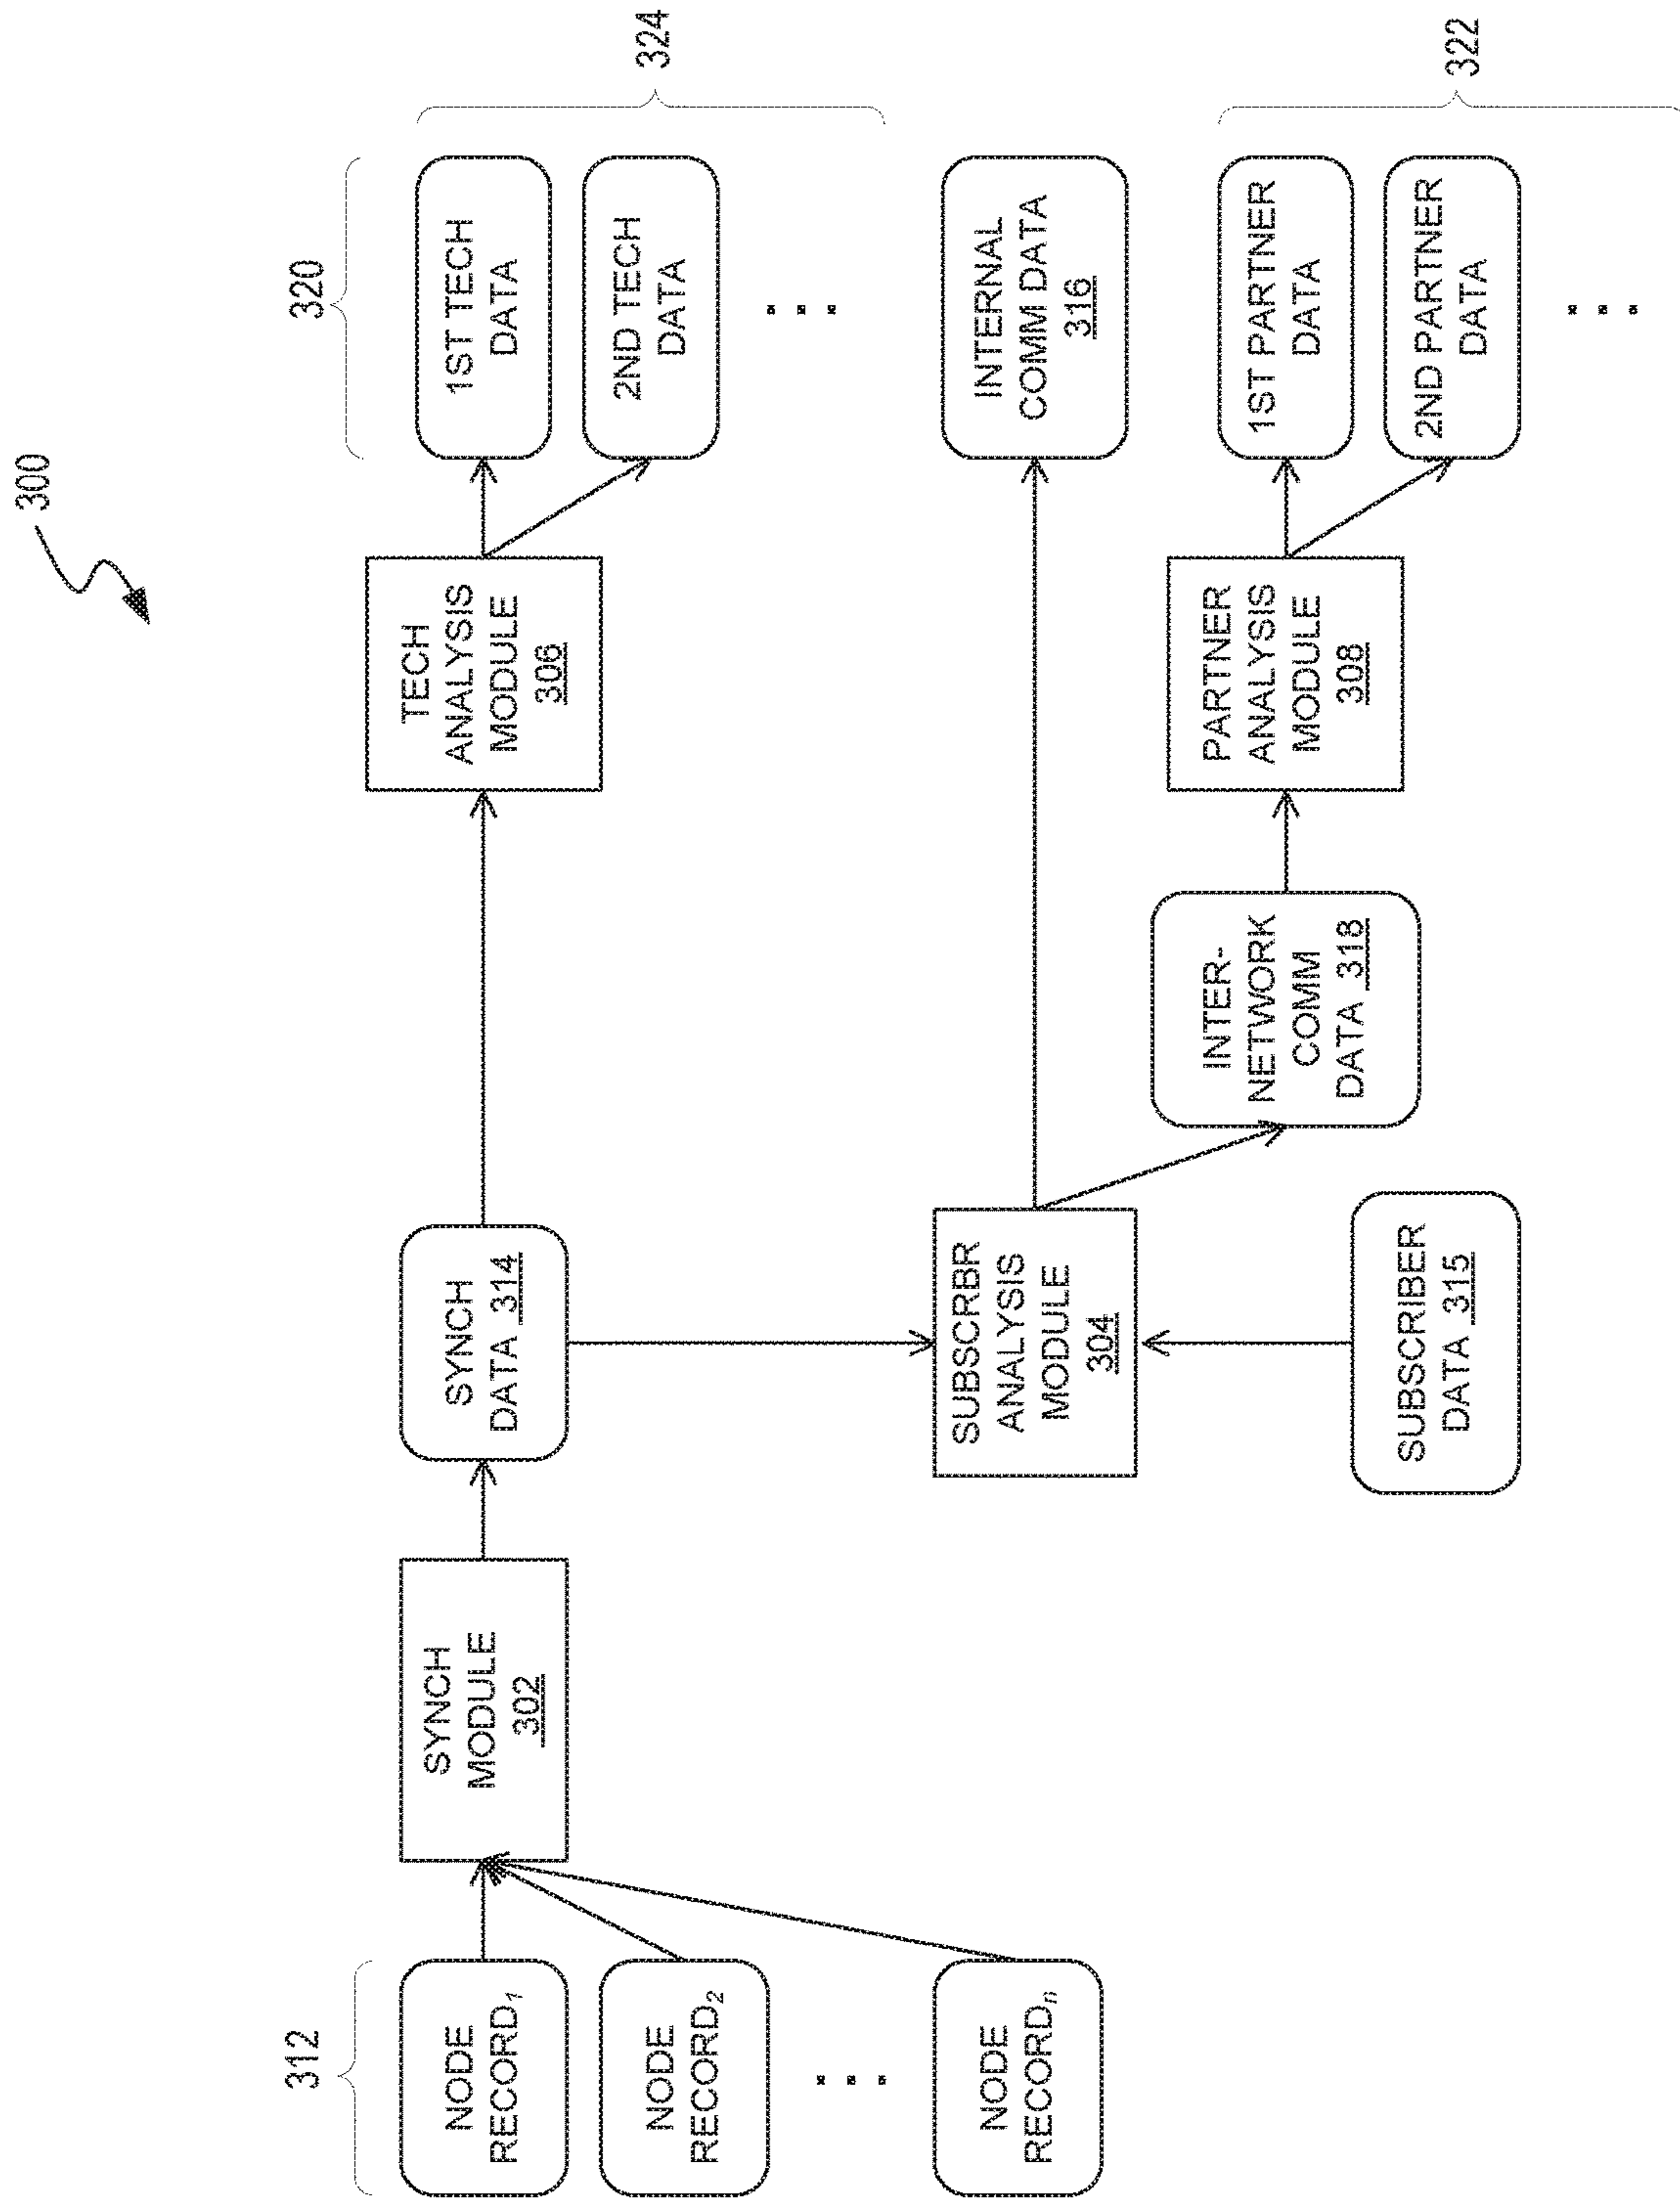 300
312
NODE
RECORD1
NODE
RECORD2
NODE
RECORDn
SYNCH
MODULE
302
SYNCH
DATA 314
SUBSCRBR
ANALYSIS
MODULE
304
SUBSCRIBER
DATA 315
INTER-
NETWORK
COMM
DATA 318
TECH
ANALYSIS
MODULE
306
PARTNER
ANALYSIS
MODULE
308
320
1ST TECH
DATA
2ND TECH
DATA
324
INTERNAL
COMM DATA
316
1ST PARTNER
DATA
2ND PARTNER
DATA
322